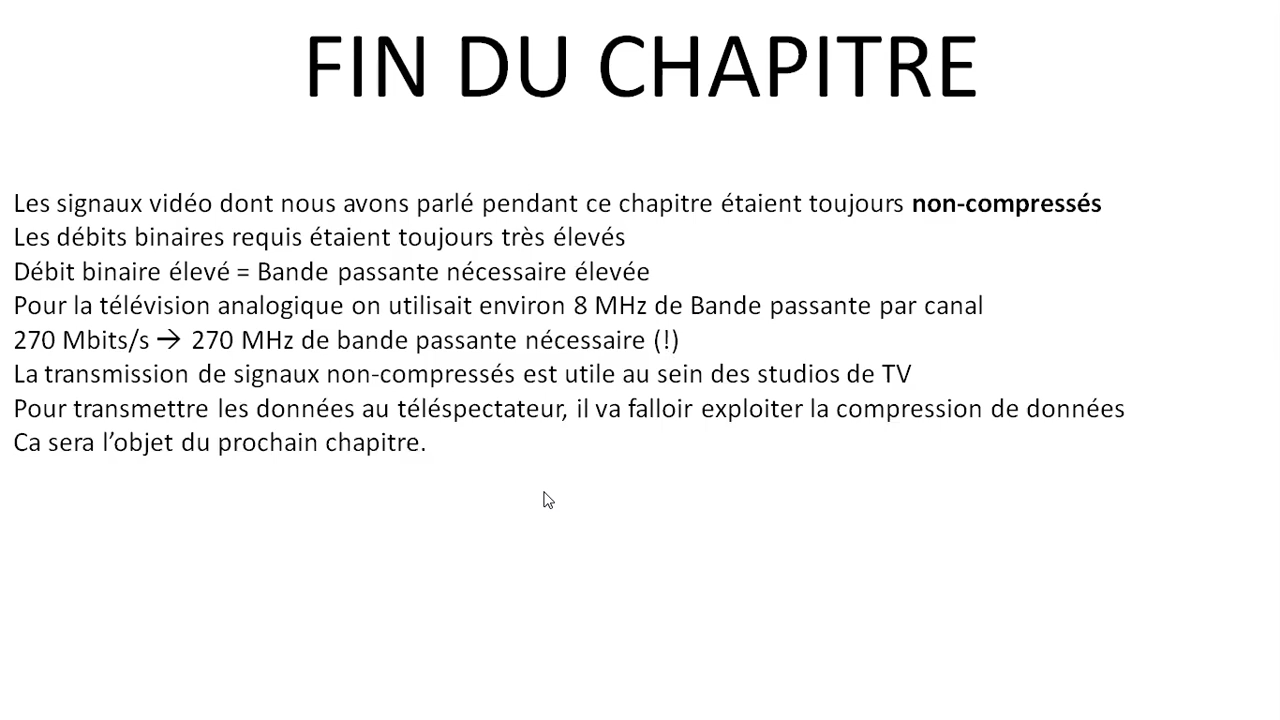 FIN DU CHAPITRE
Les signaux vidéo dont nous avons parlé pendant ce chapitre étaient toujours non-compressés
Les débits binaires requis étaient toujours très élevés
Débit binaire élevé = Bande passante nécessaire élevée
Pour la télévision analogique on utilisait environ 8 MHz de Bande passante par canal
270 Mbits/s → 270 MHz de bande passante nécessaire (!)
La transmission de signaux non-compressés est utile au sein des studios de TV
Pour transmettre les données au téléspectateur, il va falloir exploiter la compression de données
Ca sera l’objet du prochain chapitre.